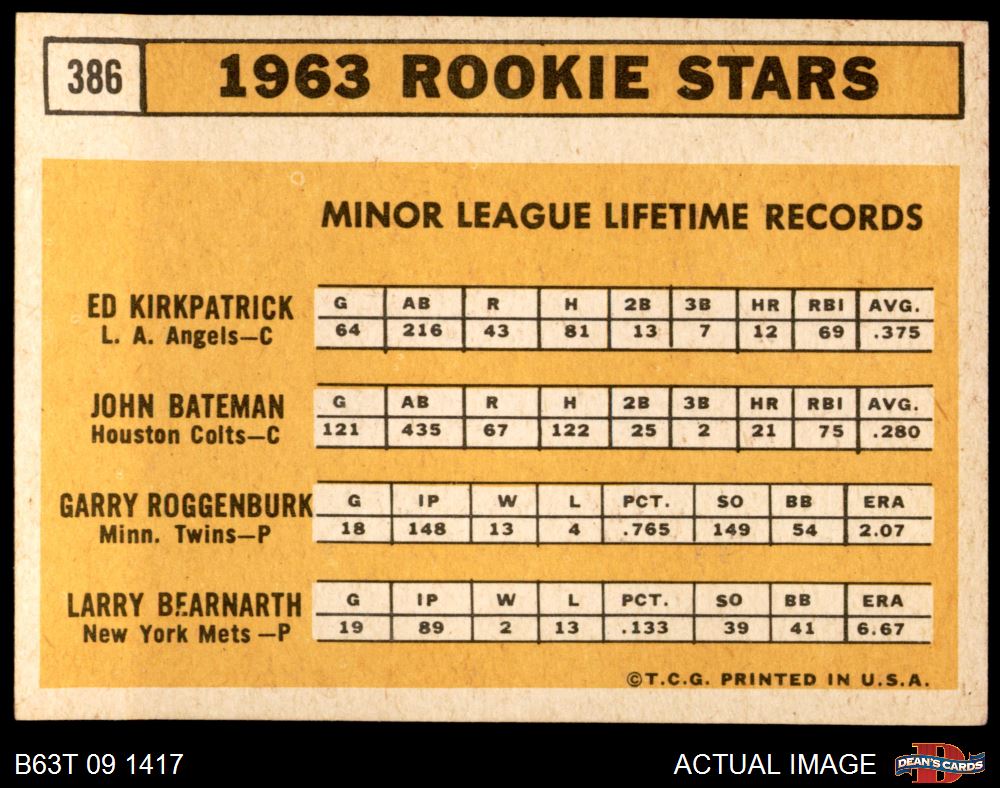 386 1963 ROOKIE STARS
MINOR LEAGUE LIFETIME RECORDS
ED KIRKPATRICK
L. A. Angels—C
G AB R H 2B 3B HR RBI AVG.
64 216 43 81 13 7 12 69 .375
JOHN BATEMAN
Houston Colts—C
G AB R H 2B 3B HR RBI AVG.
121 435 67 122 25 2 21 75 .280
GARRY ROGGENBURK
Minn. Twins—P
G IP W L PCT. SO BB ERA
18 148 13 4 .765 149 54 2.07
LARRY BEARNARTH
New York Mets—P
G IP W L PCT. SO BB ERA
19 89 2 13 .133 39 41 6.67
©T.C.G. PRINTED IN U.S.A.
B63T 09 1417 ACTUAL IMAGE D DEAN'S CARDS